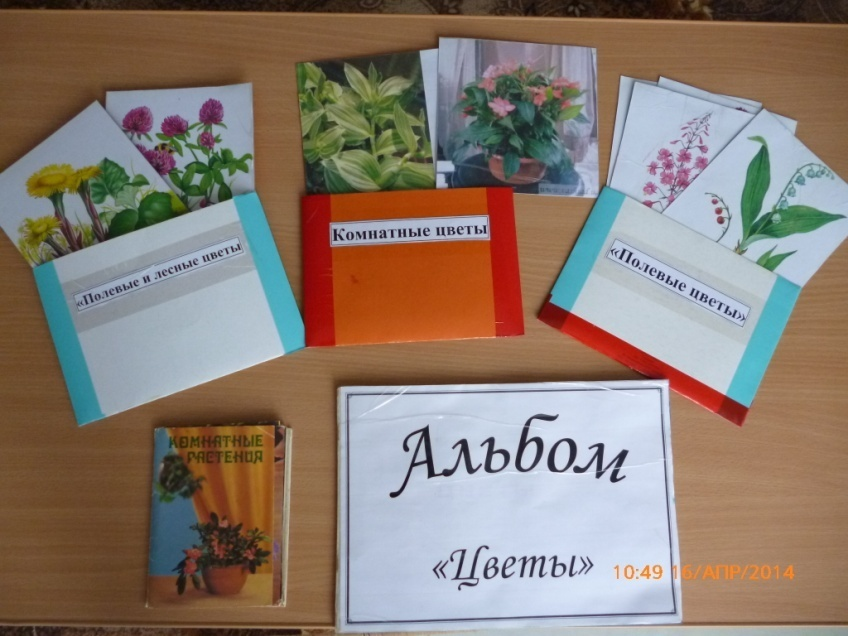 «Полевые и лесные цветы
Комнатные цветы
«Полевые цветы»
КОМНАТНЫЕ
РАСТЕНИЯ
Альбом
«Цветы»
10:49 16/АПР/2014